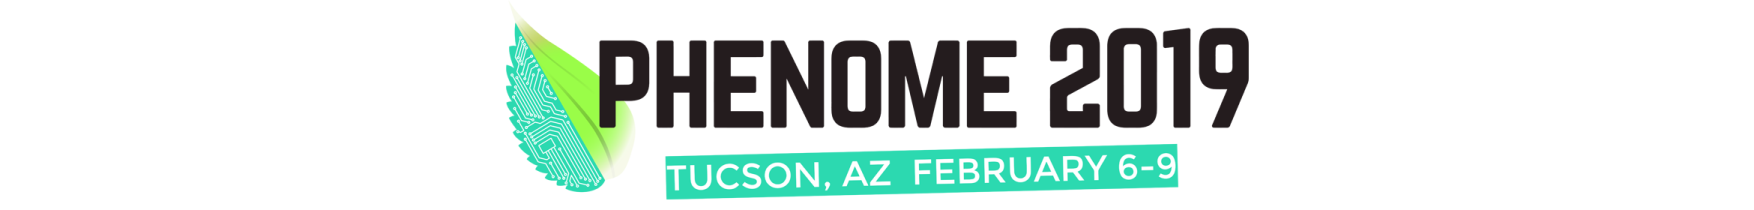 PHENOME 2019
TUCSON, AZ FEBRUARY 6-9